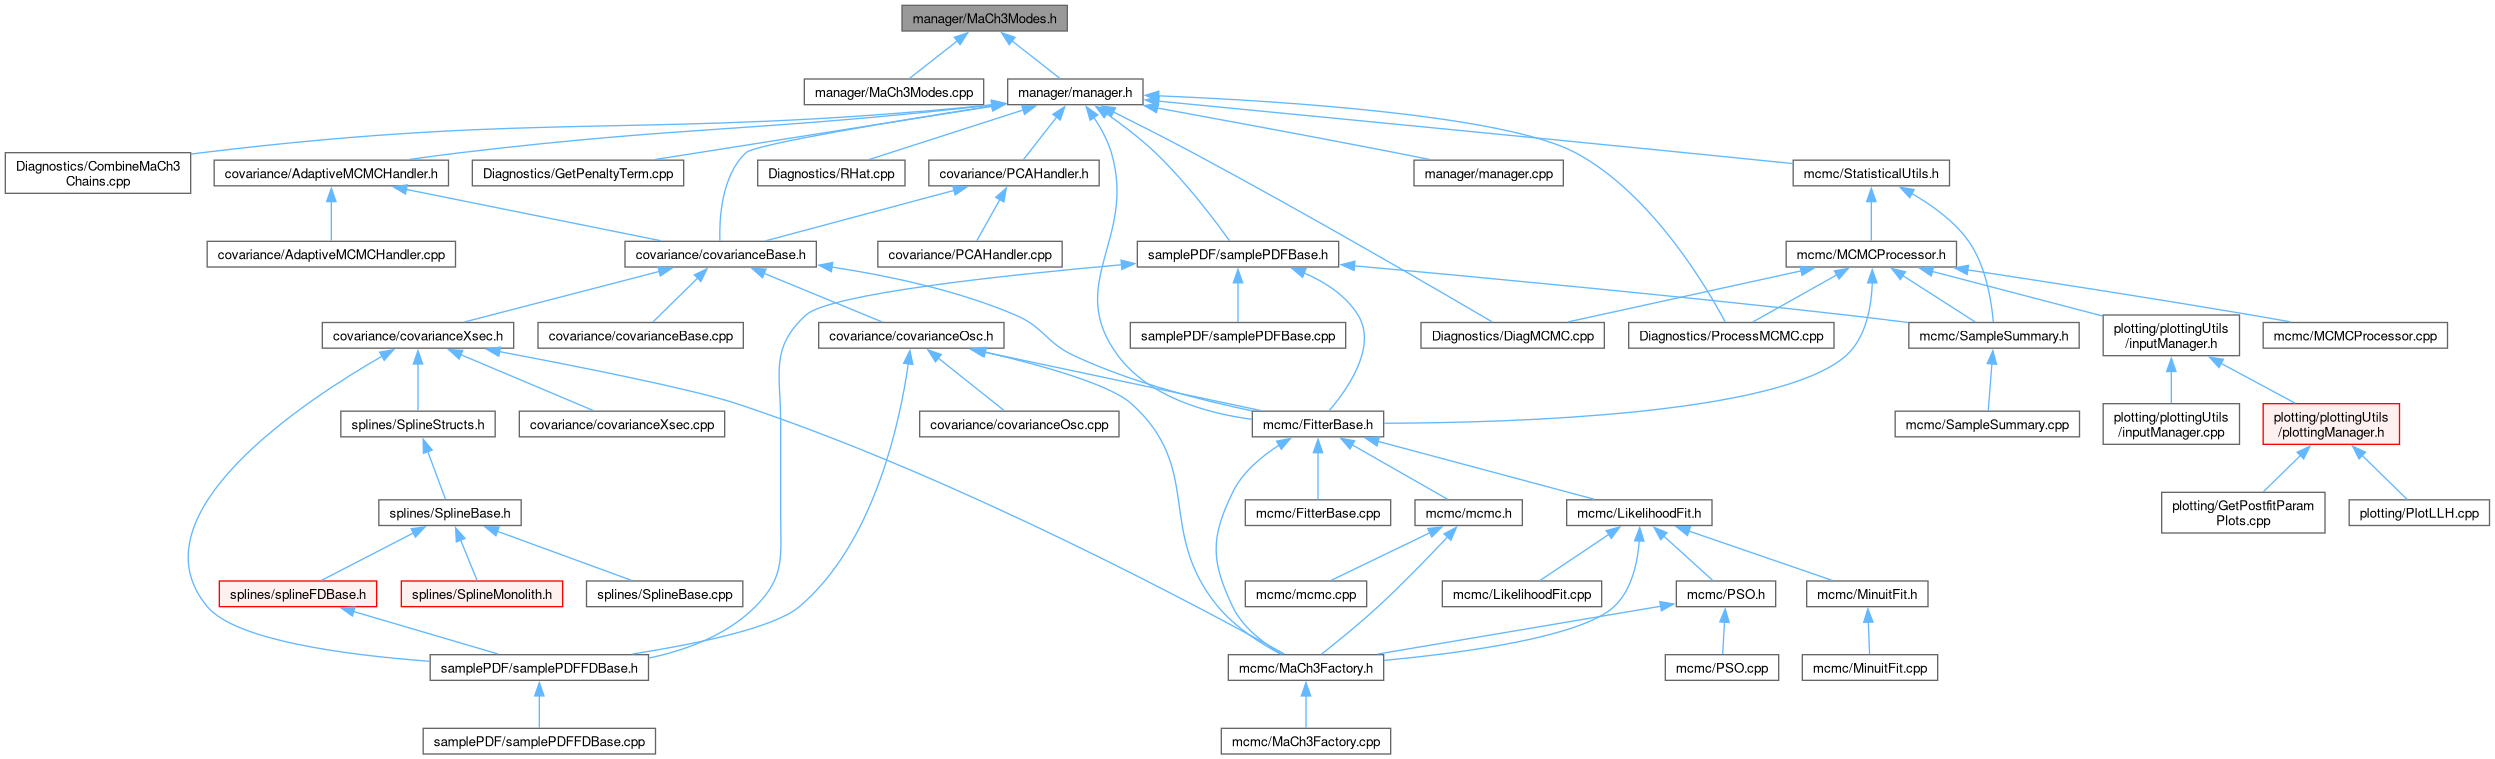 manager/MaCh3Modes.h
manager/MaCh3Modes.cpp
manager/manager.h
Diagnostics/CombineMaCh3
Chains.cpp
covariance/AdaptiveMCMCHandler.h
Diagnostics/GetPenaltyTerm.cpp
Diagnostics/RHat.cpp
covariance/PCAHandler.h
manager/manager.cpp
mcmc/StatisticalUtils.h
covariance/AdaptiveMCMCHandler.cpp
covariance/covarianceBase.h
covariance/PCAHandler.cpp
samplePDF/samplePDFBase.h
mcmc/MCMCProcessor.h
covariance/covarianceXsec.h
covariance/covarianceBase.cpp
covariance/covarianceOsc.h
samplePDF/samplePDFBase.cpp
Diagnostics/DiagMCMC.cpp
Diagnostics/ProcessMCMC.cpp
mcmc/SampleSummary.h
plotting/plottingUtils
/inputManager.h
mcmc/MCMCProcessor.cpp
splines/SplineStructs.h
covariance/covarianceXsec.cpp
covariance/covarianceOsc.cpp
mcmc/FitterBase.h
mcmc/SampleSummary.cpp
plotting/plottingUtils
/inputManager.cpp
plotting/plottingUtils
/plottingManager.h
splines/SplineBase.h
mcmc/FitterBase.cpp
mcmc/mcmc.h
mcmc/LikelihoodFit.h
plotting/GetPostfitParam
Plots.cpp
plotting/PlotLLH.cpp
splines/splineFDBase.h
splines/SplineMonolith.h
splines/SplineBase.cpp
mcmc/mcmc.cpp
mcmc/LikelihoodFit.cpp
mcmc/PSO.h
mcmc/MinuitFit.h
samplePDF/samplePDFFDBase.h
mcmc/MaCh3Factory.h
mcmc/PSO.cpp
mcmc/MinuitFit.cpp
samplePDF/samplePDFFDBase.cpp
mcmc/MaCh3Factory.cpp